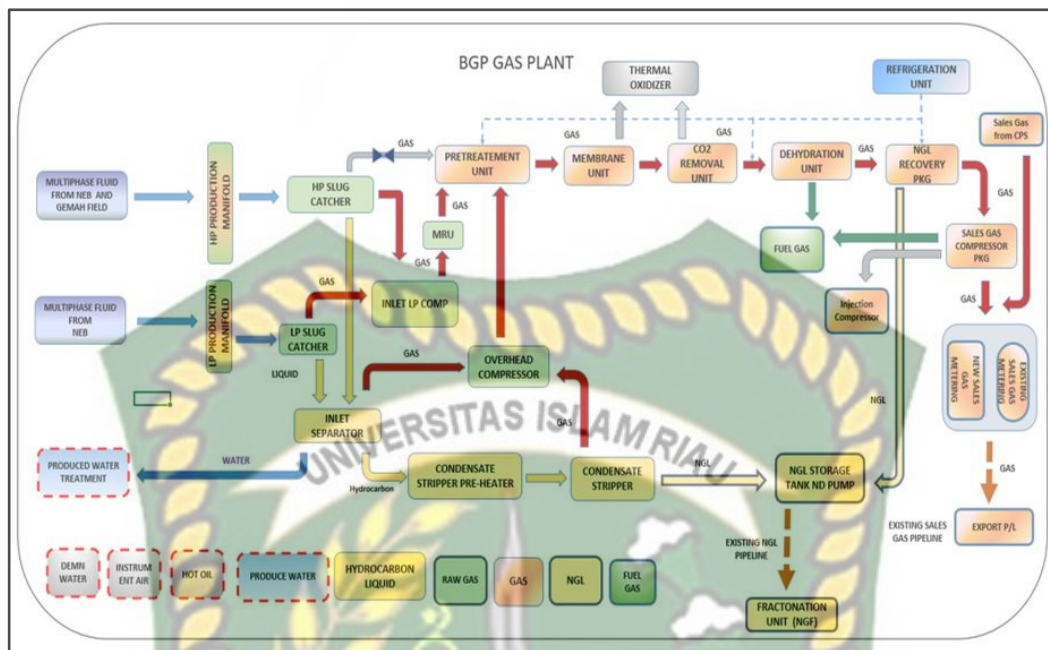 BGP GAS PLANT
THERMAL
OXIDIZER
REFRIGERATION
UNIT
Sales Gas
from CPS
GAS
GAS
GAS
GAS
PRETREATEMENT
UNIT
MEMBRANE
UNIT
CO2
REMOVAL
UNIT
DEHYDRATION
UNIT
NGL
RECOVERY
PKG
MULTIPHASE FLUID
FROM NEB AND
GEMAH FIELD
HP PRODUCTION
MANIFOLD
HP SLUG
CATCHER
GAS
GAS
MRU
FUEL GAS
SALES GAS
COMPRESSOR
PKG
GAS
GAS
GAS
INLET LP COMP
Injection
Compressor
GAS
MULTIPHASE FLUID
FROM
NEB
LP PRODUCTION
MANIFOLD
LP SLUG
CATCHER
LIQUID
GAS
OVERHEAD
COMPRESSOR
NEW SALES
GAS
METERING
EXISTING
SALES GAS
METERING
NGL
INLET
SEPARATOR
UNIVERSITAS ISLAM RIAU
GAS
PRODUCED WATER
TREATMENT
WATER
Hydrocarbon
CONDENSATE
STRIPPER PRE-HEATER
CONDENSATE
STRIPPER
NGL
NGL STORAGE
TANK ND PUMP
GAS
EXISTING SALES
GAS PIPELINE
EXPORT P/L
EXISTING NGL
PIPELINE
DEMN
WATER
INSTRUM
ENT AIR
HOT OIL
PRODUCE WATER
HYDROCARBON
LIQUID
RAW GAS
GAS
NGL
FUEL
GAS
FRACTONATION
UNIT (NGF)